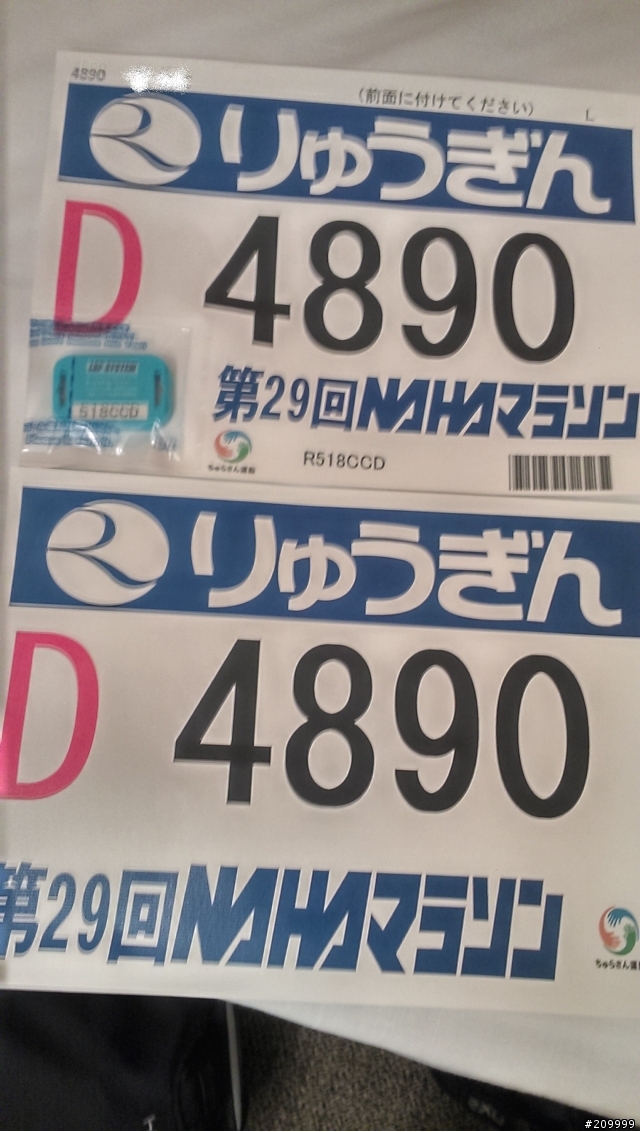 4890
(前面に付けてください)
L
りゅうぎん
D 4890
LAP SYSTEM
518CCD
第29回NAHAマラソン
ちゅらさん運動
R518CCD
りゅうぎん
D 4890
第29回NAHAマラソン
ちゅらさん運
#209999